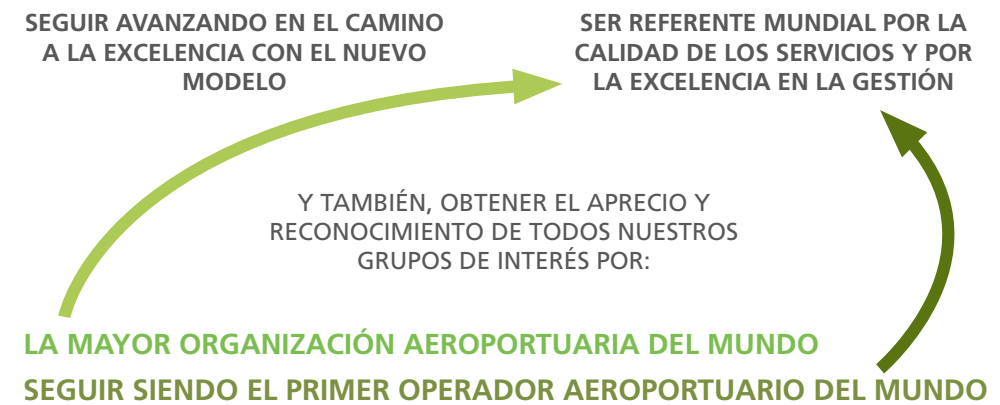 SEGUIR AVANZANDO EN EL CAMINO
A LA EXCELENCIA CON EL NUEVO
MODELO
SER REFERENTE MUNDIAL POR LA
CALIDAD DE LOS SERVICIOS Y POR
LA EXCELENCIA EN LA GESTIÓN
Y TAMBIÉN, OBTENER EL APRECIO Y
RECONOCIMIENTO DE TODOS NUESTROS
GRUPOS DE INTERÉS POR:
LA MAYOR ORGANIZACIÓN AEROPORTUARIA DEL MUNDO
SEGUIR SIENDO EL PRIMER OPERADOR AEROPORTUARIO DEL MUNDO